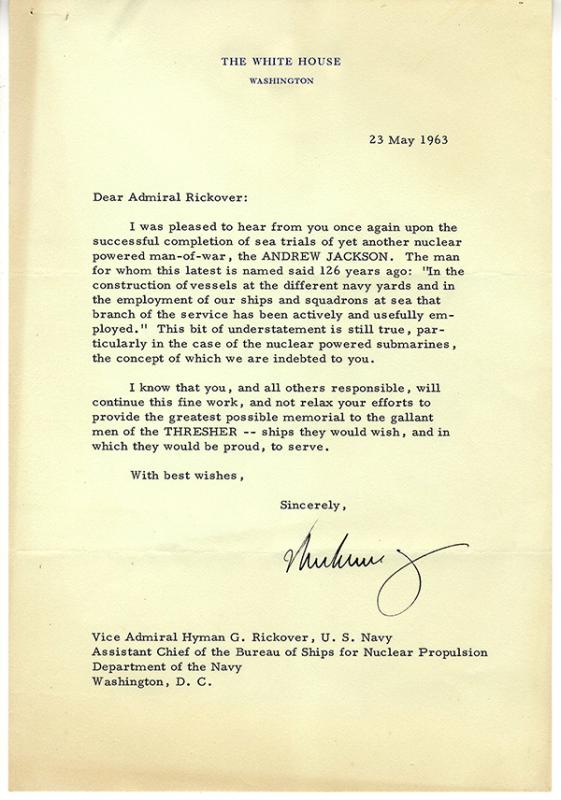 THE WHITE HOUSE
WASHINGTON
23 May 1963
Dear Admiral Rickover:
I was pleased to hear from you once again upon the
successful completion of sea trials of yet another nuclear
powered man-of-war, the ANDREW JACKSON. The man
for whom this latest is named said 126 years ago: "In the
construction of vessels at the different navy yards and in
the employment of our ships and squadrons at sea that
branch of the service has been actively and usefully em-
ployed." This bit of understatement is still true, par-
ticularly in the case of the nuclear powered submarines,
the concept of which we are indebted to you.
I know that you, and all others responsible, will
continue this fine work, and not relax your efforts to
provide the greatest possible memorial to the gallant
men of the THRESHER -- ships they would wish, and in
which they would be proud, to serve.
With best wishes,
Sincerely,
Vice Admiral Hyman G. Rickover, U. S. Navy
Assistant Chief of the Bureau of Ships for Nuclear Propulsion
Department of the Navy
Washington, D. C.